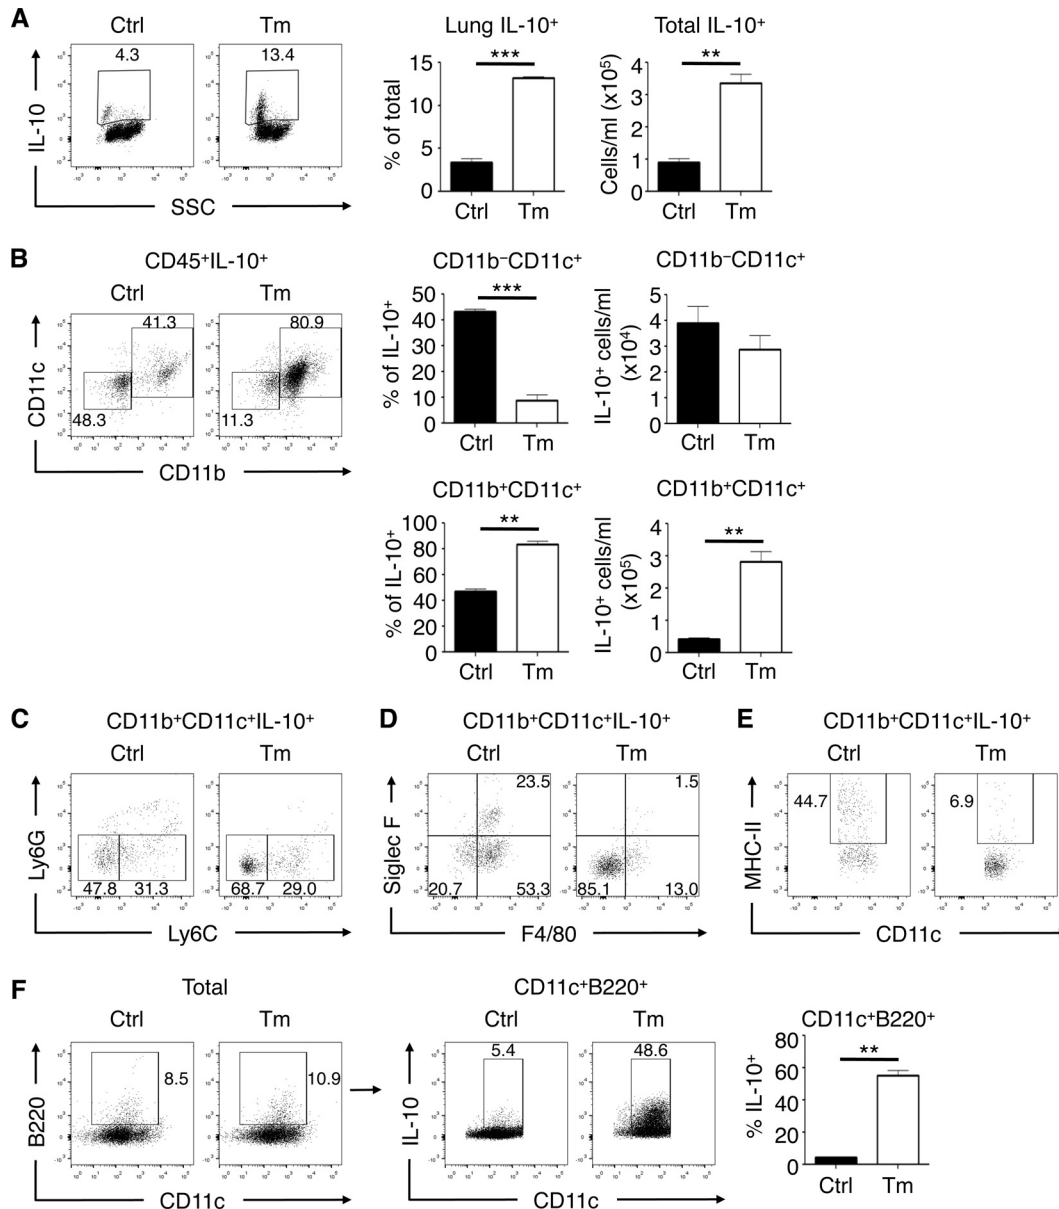 A
Ctrl
Tm
4.3
13.4
IL-10
SSC
Lung IL-10⁺
***
15
10
5
0
% of total
Ctrl
Tm
Total IL-10⁺
**
4
3
2
1
0
Cells/ml (x10⁵)
Ctrl
Tm
B
CD45⁺IL-10⁺
Ctrl
Tm
41.3
80.9
48.3
11.3
CD11c
CD11b
CD11b⁻CD11c⁺
***
50
40
30
20
10
0
% of IL-10⁺
Ctrl
Tm
CD11b⁻CD11c⁺
5
4
3
2
1
0
IL-10⁺ cells/ml
(x10⁴)
Ctrl
Tm
CD11b⁺CD11c⁺
**
100
80
60
40
20
0
% of IL-10⁺
Ctrl
Tm
CD11b⁺CD11c⁺
**
4
3
2
1
0
IL-10⁺ cells/ml
(x10⁵)
Ctrl
Tm
C
CD11b⁺CD11c⁺IL-10⁺
Ctrl
Tm
47.8
31.3
68.7
29.0
Ly6G
Ly6C
D
CD11b⁺CD11c⁺IL-10⁺
Ctrl
Tm
23.5
1.5
20.7
53.3
85.1
13.0
Siglec F
F4/80
E
CD11b⁺CD11c⁺IL-10⁺
Ctrl
Tm
44.7
6.9
MHC-II
CD11c
F
Total
Ctrl
Tm
8.5
10.9
B220
CD11c
CD11c⁺B220⁺
Ctrl
Tm
5.4
48.6
IL-10
CD11c
CD11c⁺B220⁺
**
80
60
40
20
0
% IL-10⁺
Ctrl
Tm